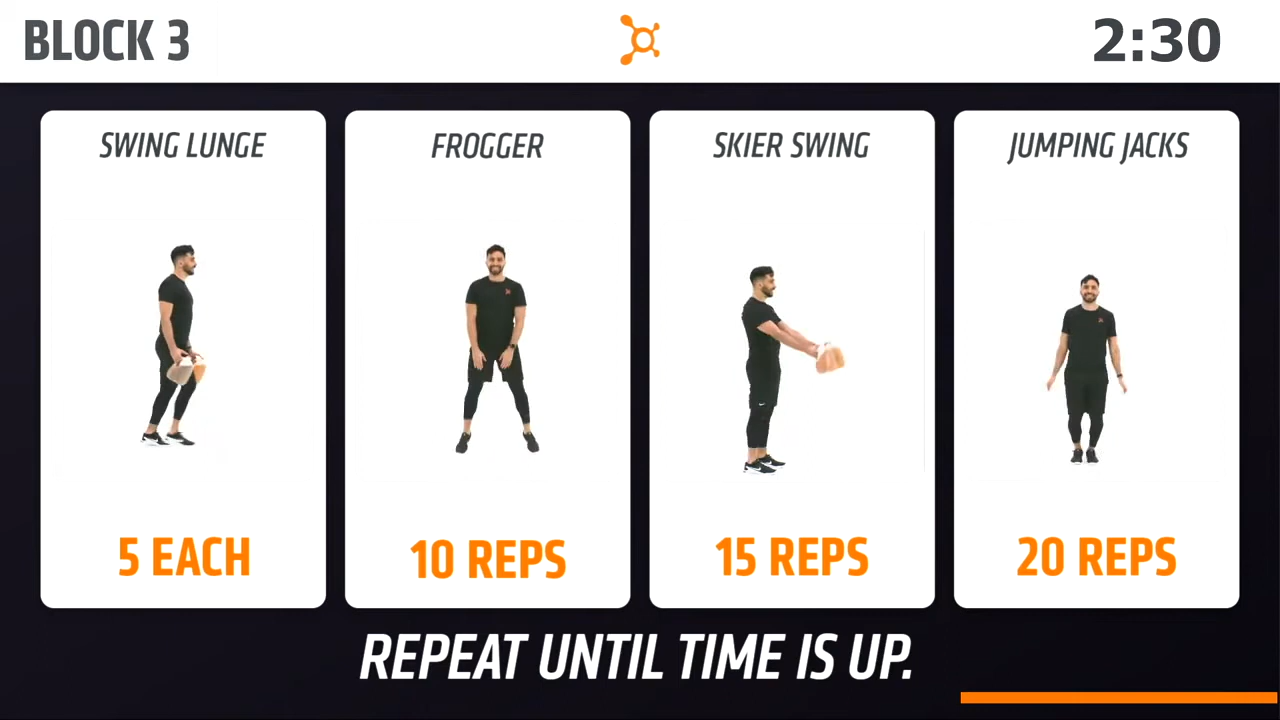 BLOCK 3
2:30
SWING LUNGE
FROGGER
SKIER SWING
JUMPING JACKS
5 EACH
10 REPS
15 REPS
20 REPS
REPEAT UNTIL TIME IS UP.